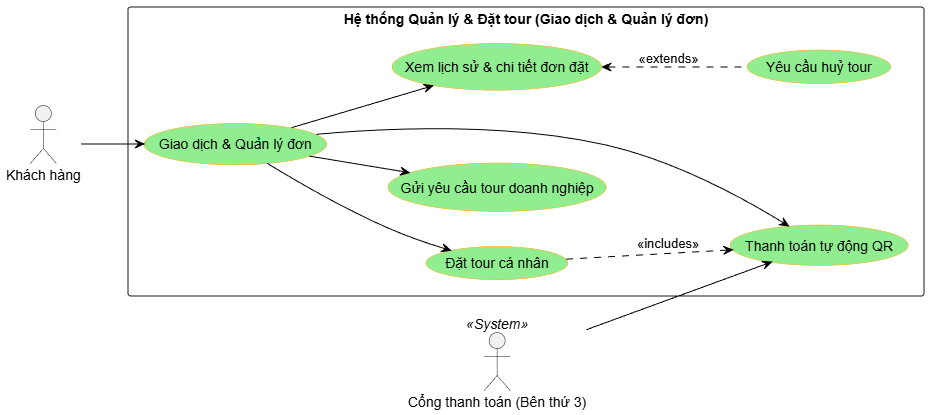 Hệ thống Quản lý & Đặt tour (Giao dịch & Quản lý đơn)
Xem lịch sử & chi tiết đơn đặt
«extends»
Yêu cầu huỷ tour
Giao dịch & Quản lý đơn
Khách hàng
Gửi yêu cầu tour doanh nghiệp
Đặt tour cá nhân
«includes»
Thanh toán tự động QR
«System»
Cổng thanh toán (Bên thứ 3)